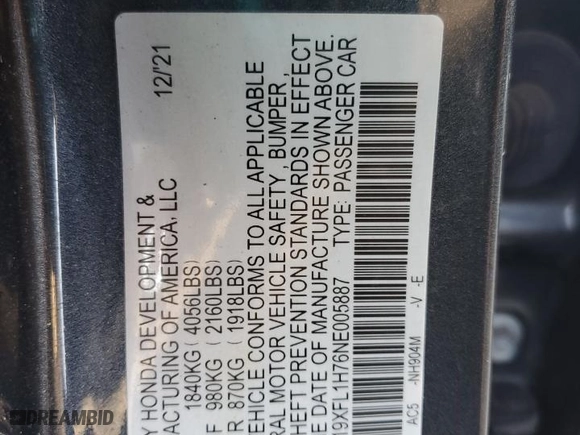 Y HONDA DEVELOPMENT & 12/'21
ACTURING OF AMERICA, LLC
1840KG ( 4056LBS)
F 980KG ( 2160LBS)
R 870KG ( 1918LBS)
EHICLE CONFORMS TO ALL APPLICABLE
RAL MOTOR VEHICLE SAFETY, BUMPER,
HEFT PREVENTION STANDARDS IN EFFECT
E DATE OF MANUFACTURE SHOWN ABOVE.
19XFL1H76NE005887 TYPE: PASSENGER CAR
AC5 -NH904M -V -E
DREAMBID